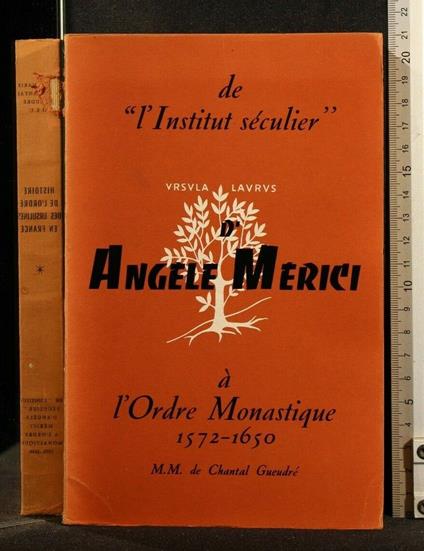 de
“l'Institut séculier”
VRSVLA LAVRVS
D'
ANGÈLE MERICI
à
l'Ordre Monastique
1572-1650
M.M. de Chantal Gueudré
HISTOIRE
DE L'ORDRE
DES URSULINES
EN FRANCE
*